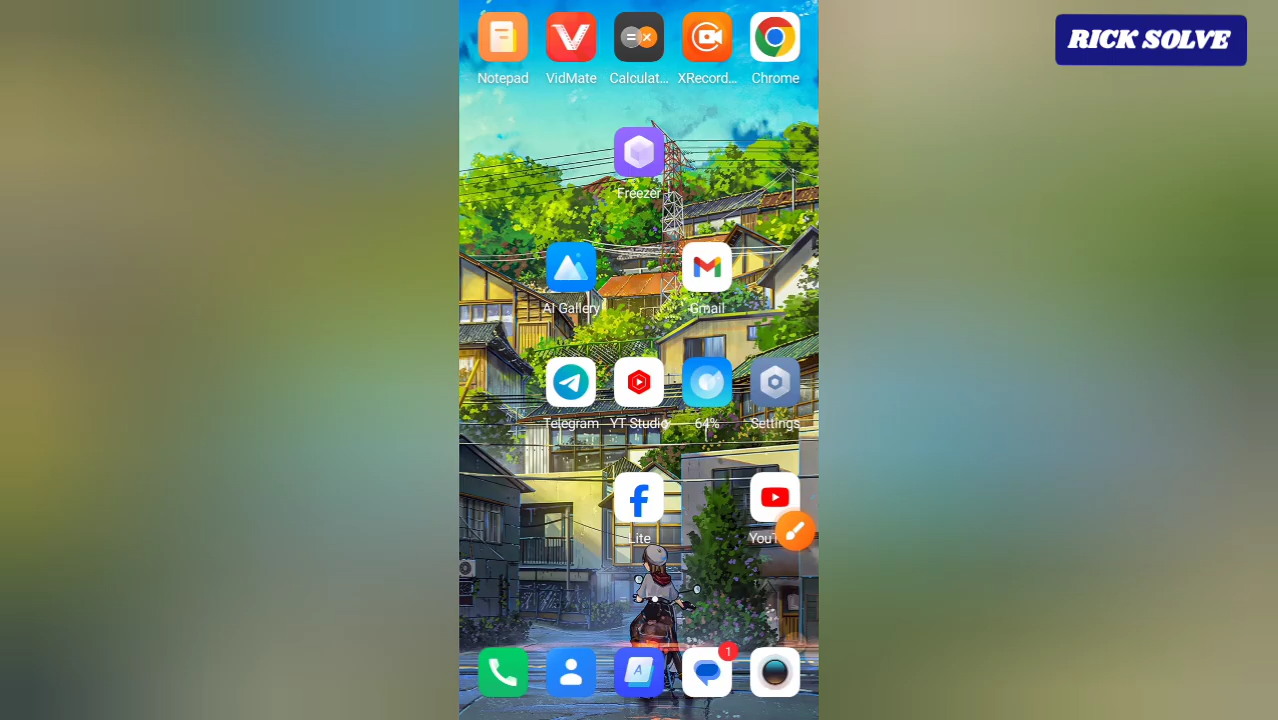 RICK SOLVE
Notepad
VidMate
Calculat...
XRecord...
Chrome
Freezer
AI Gallery
Gmail
Telegram
YT Studio
64%
Settings
Lite
1
A